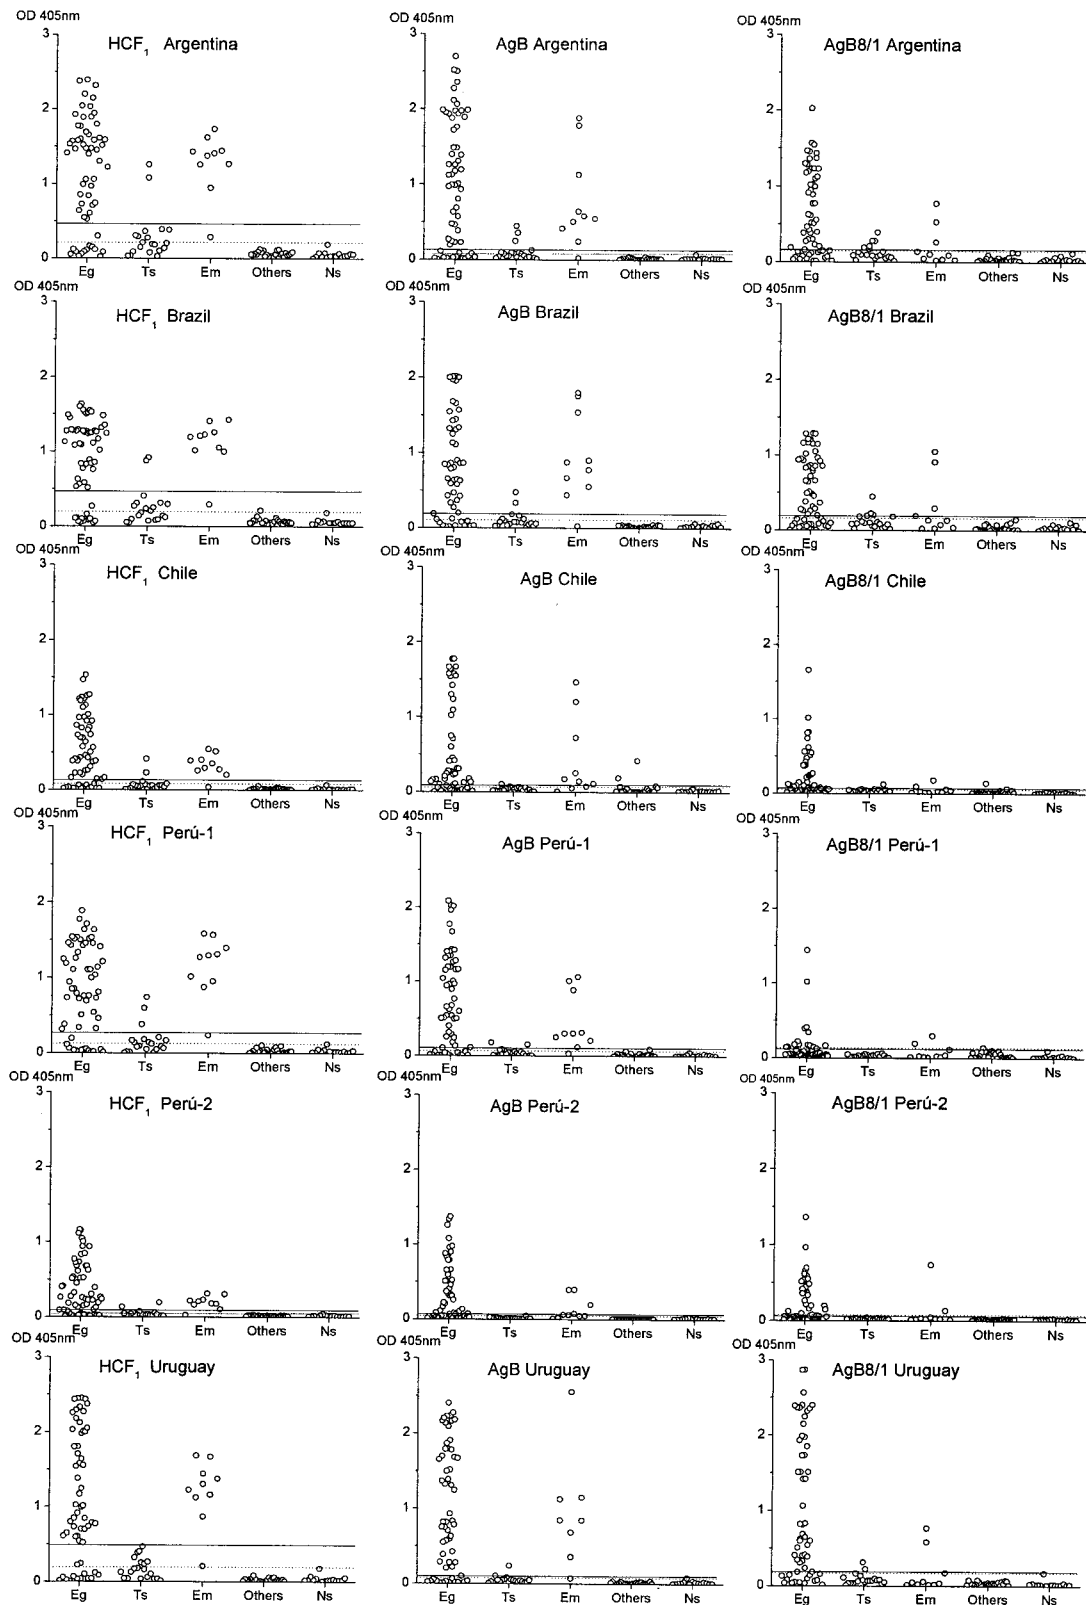 OD 405nm
OD 405nm
OD 405nm
HCF1 Argentina
AgB Argentina
AgB8/1 Argentina
3
2
1
0
3
2
1
0
3
2
1
0
Eg Ts Em Others Ns
Eg Ts Em Others Ns
Eg Ts Em Others Ns
OD 405nm
OD 405nm
OD 405nm
HCF1 Brazil
AgB Brazil
AgB8/1 Brazil
3
2
1
0
3
2
1
0
3
2
1
0
Eg Ts Em Others Ns
Eg Ts Em Others Ns
Eg Ts Em Others Ns
OD 405nm
OD 405nm
OD 405nm
HCF1 Chile
AgB Chile
AgB8/1 Chile
3
2
1
0
3
2
1
0
3
2
1
0
Eg Ts Em Others Ns
Eg Ts Em Others Ns
Eg Ts Em Others Ns
OD 405nm
OD 405nm
OD 405nm
HCF1 Perú-1
AgB Perú-1
AgB8/1 Perú-1
3
2
1
0
3
2
1
0
3
2
1
0
Eg Ts Em Others Ns
Eg Ts Em Others Ns
Eg Ts Em Others Ns
OD 405nm
OD 405nm
OD 405nm
HCF1 Perú-2
AgB Perú-2
AgB8/1 Perú-2
3
2
1
0
3
2
1
0
3
2
1
0
Eg Ts Em Others Ns
Eg Ts Em Others Ns
Eg Ts Em Others Ns
OD 405nm
OD 405nm
OD 405nm
HCF1 Uruguay
AgB Uruguay
AgB8/1 Uruguay
3
2
1
0
3
2
1
0
3
2
1
0
Eg Ts Em Others Ns
Eg Ts Em Others Ns
Eg Ts Em Others Ns